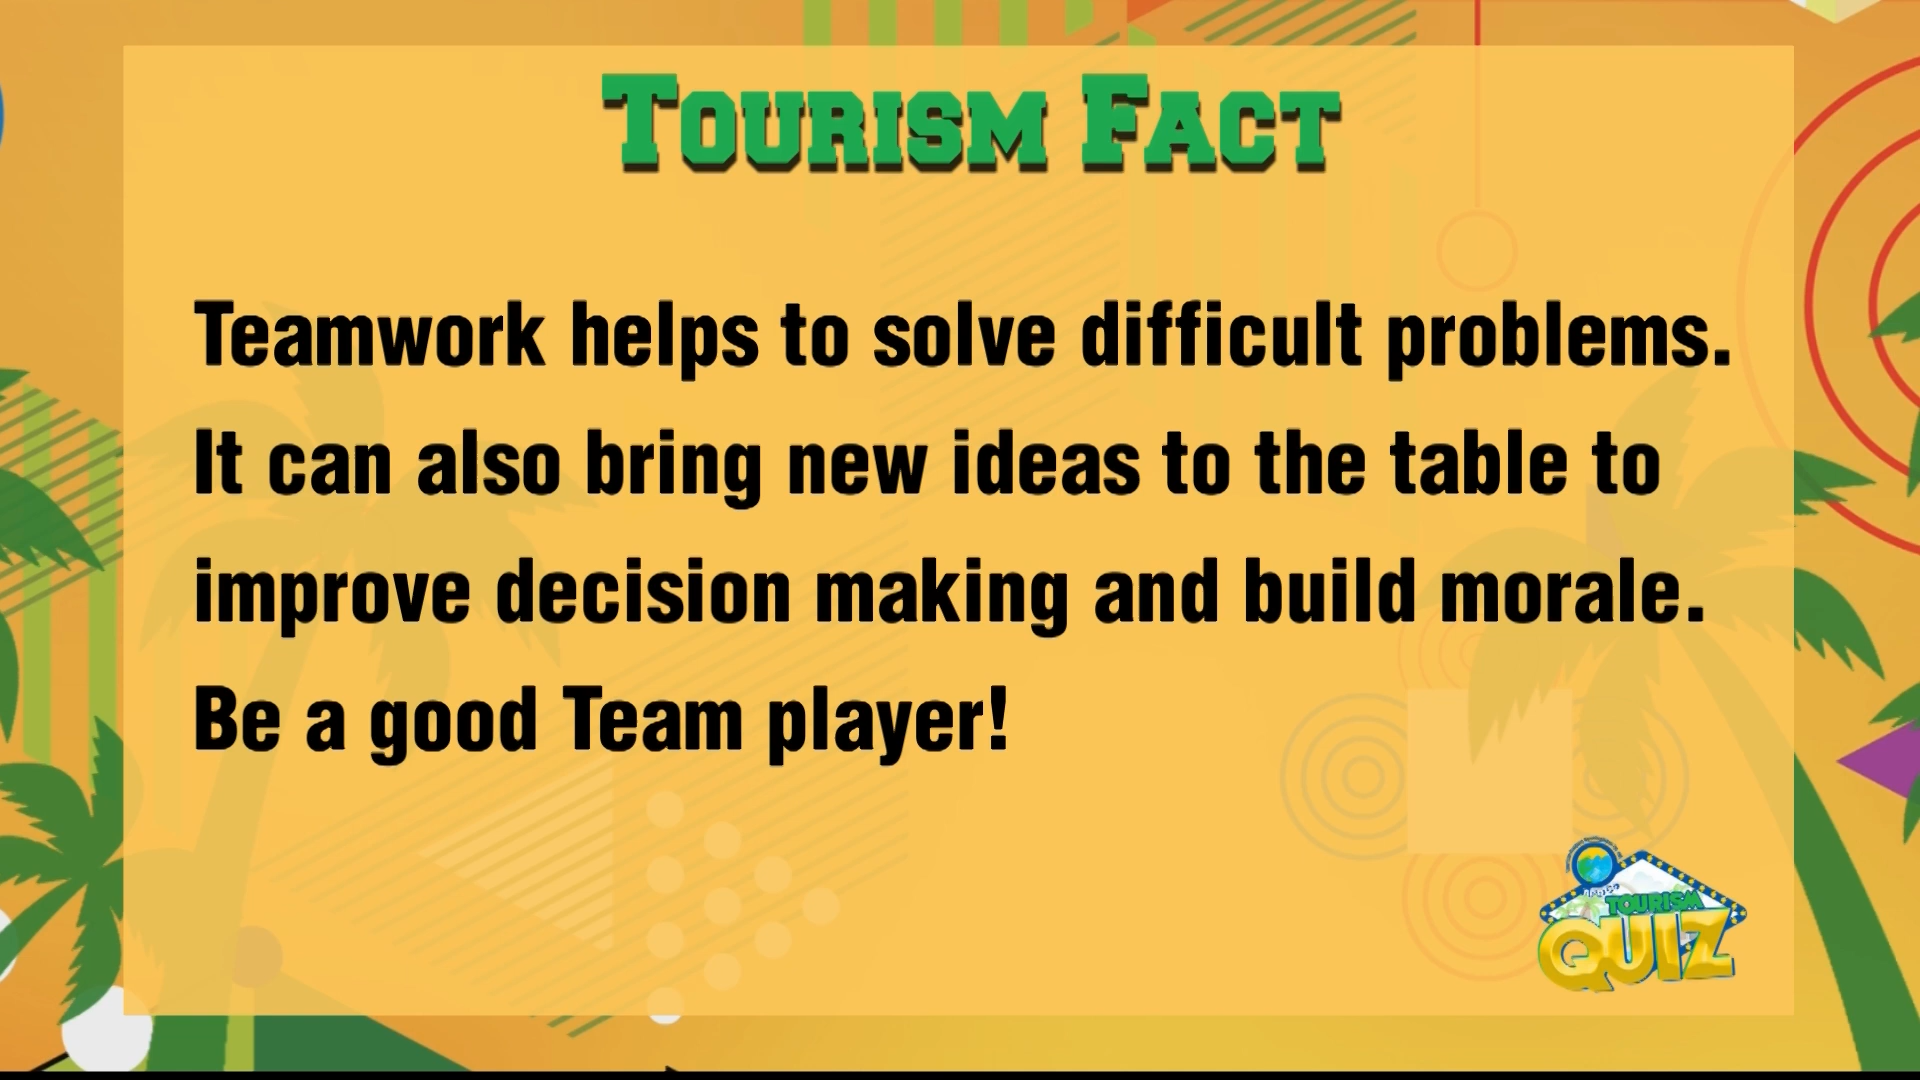 Tourism Fact
Teamwork helps to solve difficult problems.
It can also bring new ideas to the table to
improve decision making and build morale.
Be a good Team player!
TOURISM
QUIZ